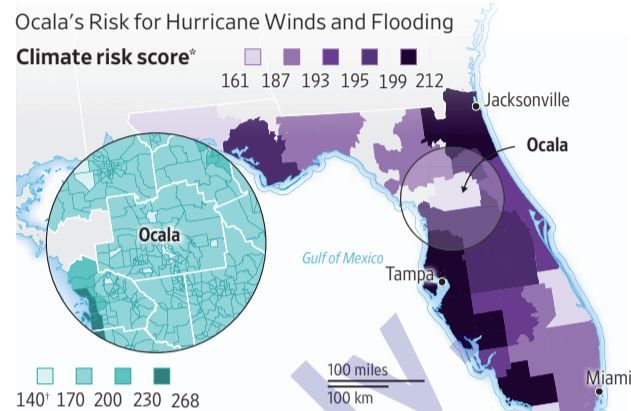 Ocala's Risk for Hurricane Winds and Flooding
Climate risk score*
161 187 193 195 199 212
Jacksonville
Ocala
Ocala
Gulf of Mexico
Tampa
100 miles
100 km
Miami
140† 170 200 230 268